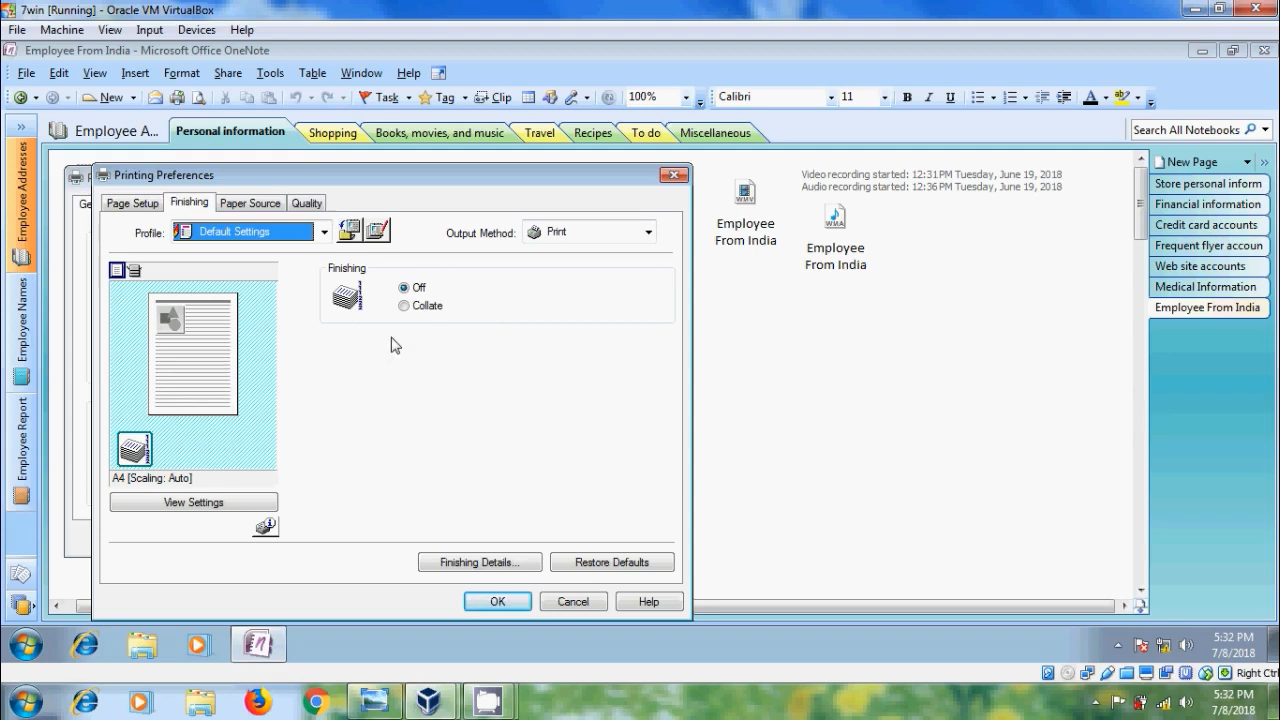 7win [Running] - Oracle VM VirtualBox
File Machine View Input Devices Help
Employee From India - Microsoft Office OneNote
File Edit View Insert Format Share Tools Table Window Help
New Task Tag Clip 100% Calibri 11 B I U A ab
Employee A... Personal information Shopping Books, movies, and music Travel Recipes To do Miscellaneous Search All Notebooks
Employee Addresses
Employee Names
Employee Report
Printing Preferences
Page Setup Finishing Paper Source Quality
Profile: Default Settings Output Method: Print
Finishing
Off
Collate
A4 [Scaling: Auto]
View Settings
Finishing Details... Restore Defaults
OK Cancel Help
Video recording started: 12:31PM Tuesday, June 19, 2018
Audio recording started: 12:36PM Tuesday, June 19, 2018
WMV
Employee
From India
WMA
Employee
From India
New Page
Store personal inform
Financial information
Credit card accounts
Frequent flyer accoun
Web site accounts
Medical Information
Employee From India
5:32 PM
7/8/2018
Right Ctrl
5:32 PM
7/8/2018